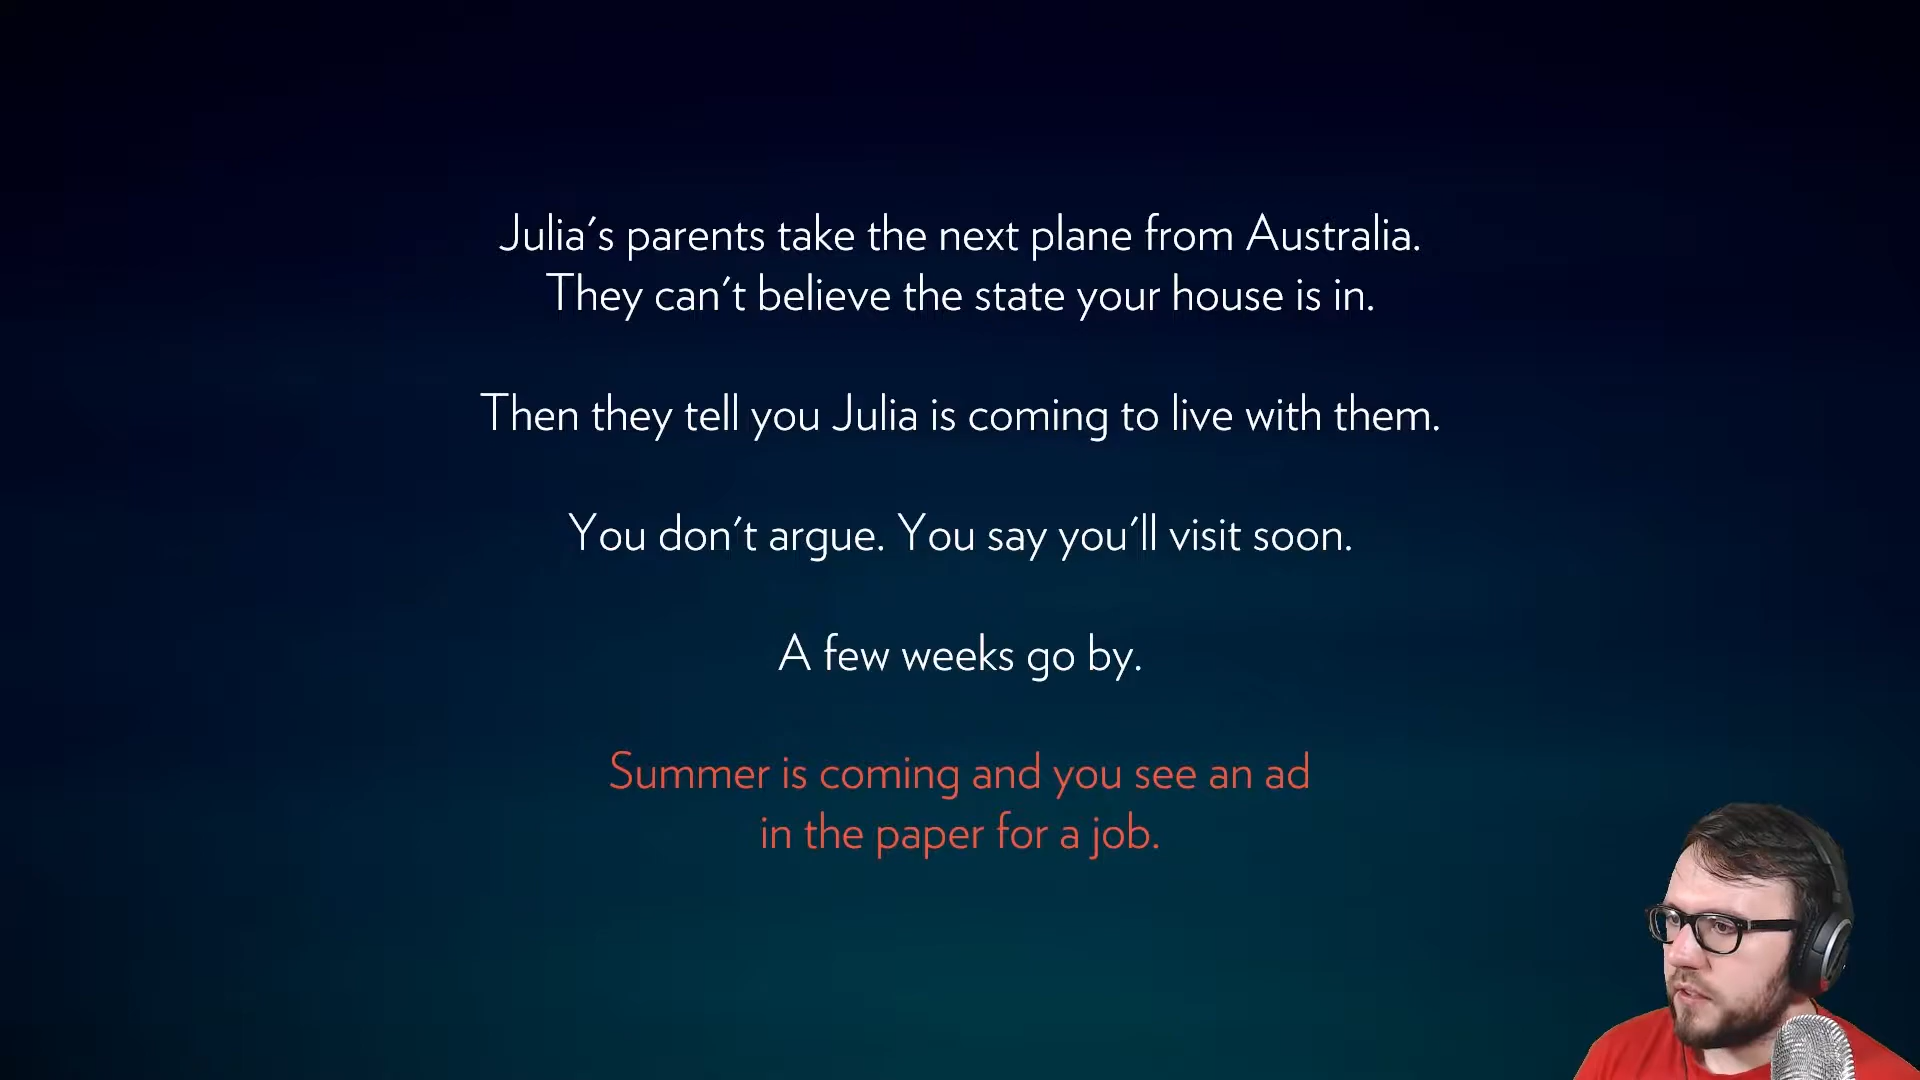 Julia's parents take the next plane from Australia.
They can't believe the state your house is in.
Then they tell you Julia is coming to live with them.
You don't argue. You say you'll visit soon.
A few weeks go by.
Summer is coming and you see an ad
in the paper for a job.